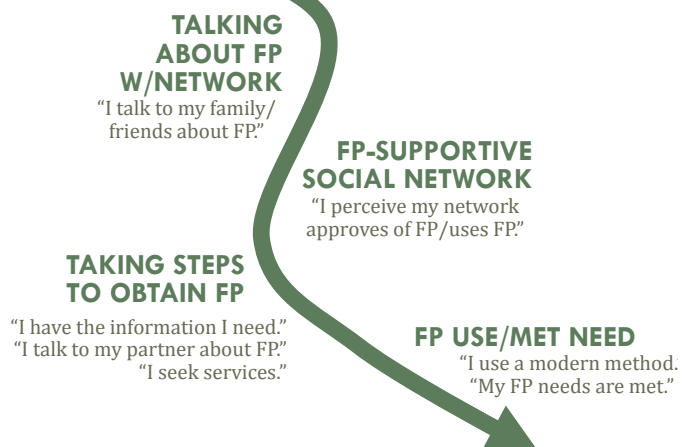 TALKING
ABOUT FP
W/NETWORK
“I talk to my family/
friends about FP.”
FP-SUPPORTIVE
SOCIAL NETWORK
“I perceive my network
approves of FP/uses FP.”
TAKING STEPS
TO OBTAIN FP
“I have the information I need.”
“I talk to my partner about FP.”
“I seek services.”
FP USE/MET NEED
“I use a modern method.
“My FP needs are met.”